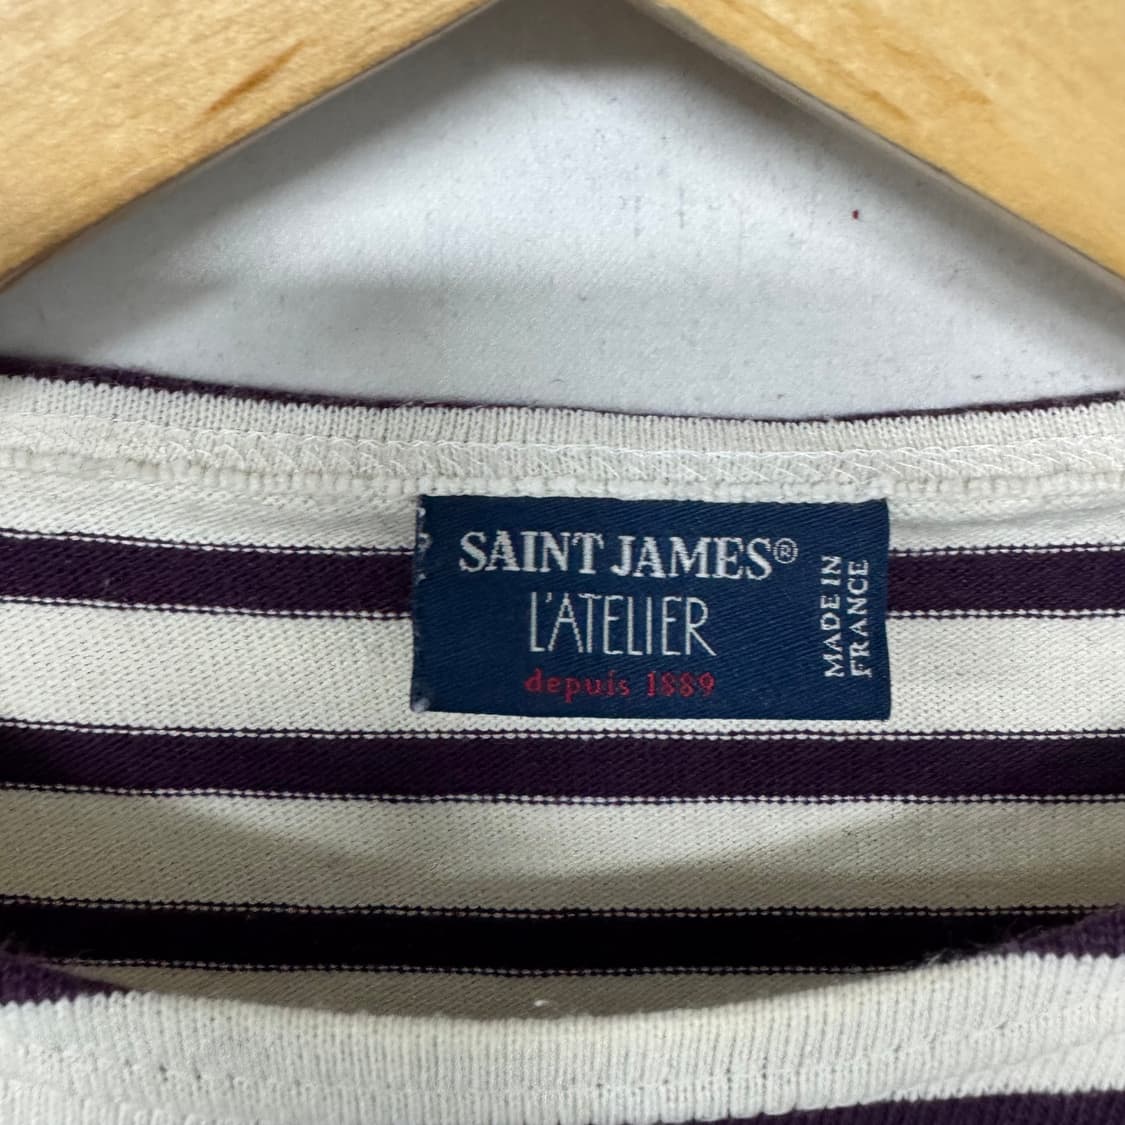 SAINT JAMES®
L'ATELIER
depuis 1889
MADE IN
FRANCE